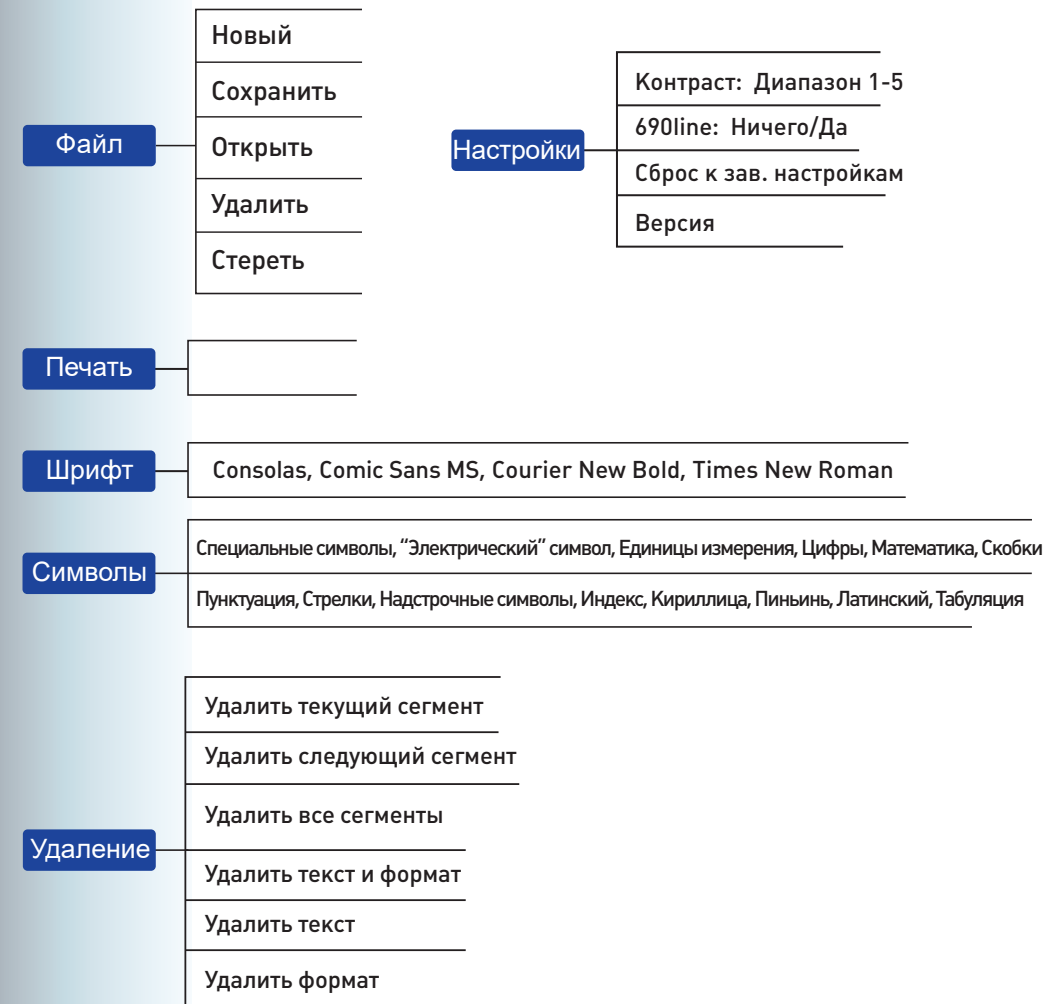 Файл
Новый
Сохранить
Открыть
Удалить
Стереть
Настройки
Контраст: Диапазон 1-5
690line: Ничего/Да
Сброс к зав. настройкам
Версия
Печать
Шрифт
Consolas, Comic Sans MS, Courier New Bold, Times New Roman
Символы
Специальные символы, “Электрический” символ, Единицы измерения, Цифры, Математика, Скобки
Пунктуация, Стрелки, Надстрочные символы, Индекс, Кириллица, Пиньинь, Латинский, Табуляция
Удаление
Удалить текущий сегмент
Удалить следующий сегмент
Удалить все сегменты
Удалить текст и формат
Удалить текст
Удалить формат